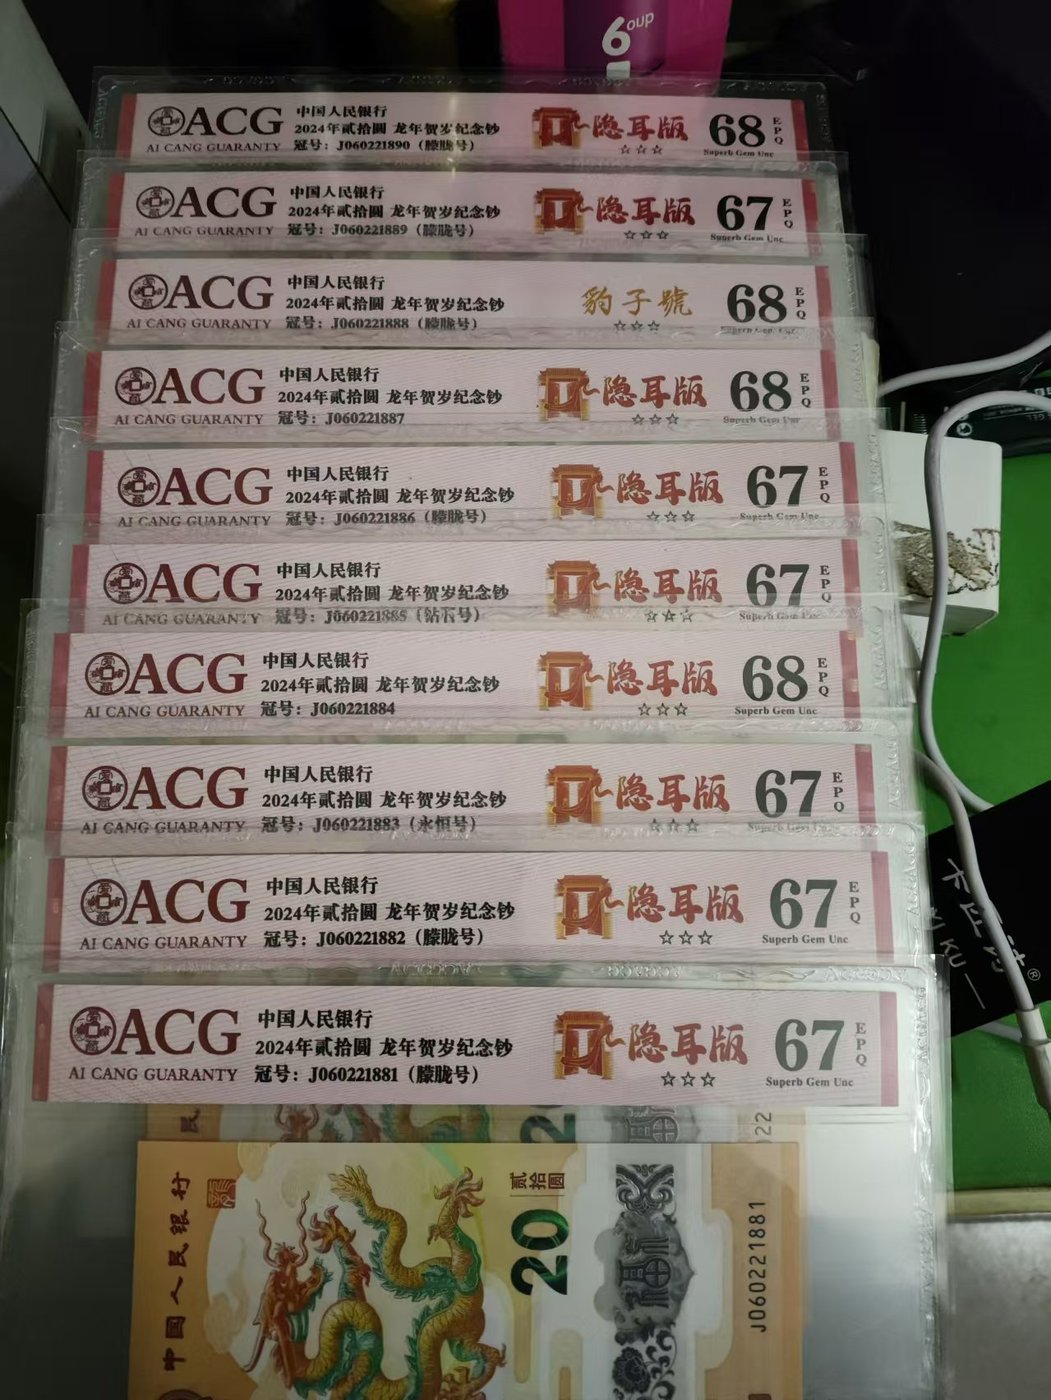 6oup
ACG
AI CANG GUARANTY
中国人民银行
2024年贰拾圆 龙年贺岁纪念钞
冠号：J060221890（朦胧号）
隐耳版
☆☆☆
68
EPQ
Superb Gem Unc
ACG
AI CANG GUARANTY
中国人民银行
2024年贰拾圆 龙年贺岁纪念钞
冠号：J060221889（朦胧号）
隐耳版
☆☆☆
67
EPQ
Superb Gem Unc
ACG
AI CANG GUARANTY
中国人民银行
2024年贰拾圆 龙年贺岁纪念钞
冠号：J060221888（朦胧号）
豹子號
☆☆☆
68
EPQ
Superb Gem Unc
ACG
AI CANG GUARANTY
中国人民银行
2024年贰拾圆 龙年贺岁纪念钞
冠号：J060221887
隐耳版
☆☆☆
68
EPQ
Superb Gem Unc
ACG
AI CANG GUARANTY
中国人民银行
2024年贰拾圆 龙年贺岁纪念钞
冠号：J060221886（朦胧号）
隐耳版
☆☆☆
67
EPQ
Superb Gem Unc
ACG
AI CANG GUARANTY
中国人民银行
2024年贰拾圆 龙年贺岁纪念钞
冠号：J060221885（钻石号）
隐耳版
☆☆☆
67
EPQ
Superb Gem Unc
ACG
AI CANG GUARANTY
中国人民银行
2024年贰拾圆 龙年贺岁纪念钞
冠号：J060221884
隐耳版
☆☆☆
68
EPQ
Superb Gem Unc
ACG
AI CANG GUARANTY
中国人民银行
2024年贰拾圆 龙年贺岁纪念钞
冠号：J060221883（永恒号）
隐耳版
☆☆☆
67
EPQ
Superb Gem Unc
ACG
AI CANG GUARANTY
中国人民银行
2024年贰拾圆 龙年贺岁纪念钞
冠号：J060221882（朦胧号）
隐耳版
☆☆☆
67
EPQ
Superb Gem Unc
ACG
AI CANG GUARANTY
中国人民银行
2024年贰拾圆 龙年贺岁纪念钞
冠号：J060221881（朦胧号）
隐耳版
☆☆☆
67
EPQ
Superb Gem Unc
中国人民银行
20
贰拾圆
J060221881